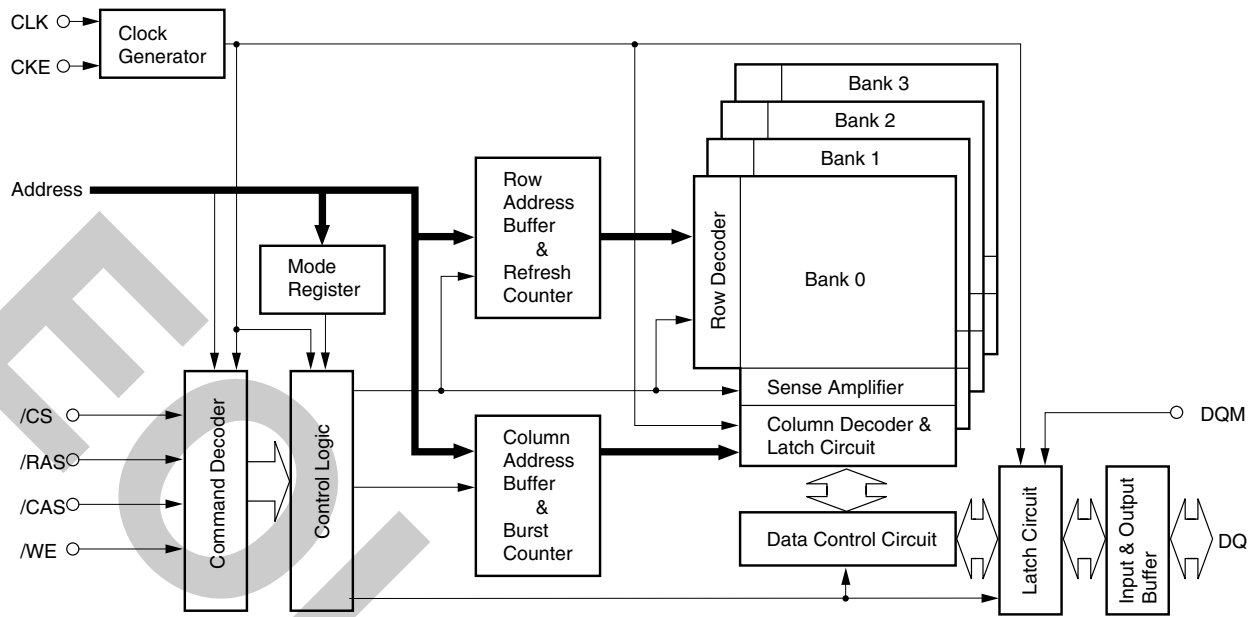 CLK
CKE
Clock
Generator
Bank 3
Bank 2
Bank 1
Bank 0
Address
Mode
Register
Row
Address
Buffer
&
Refresh
Counter
Row Decoder
Sense Amplifier
Column Decoder &
Latch Circuit
/CS
/RAS
/CAS
/WE
Command Decoder
Control Logic
Column
Address
Buffer
&
Burst
Counter
Data Control Circuit
Latch Circuit
Input & Output
Buffer
DQM
DQ